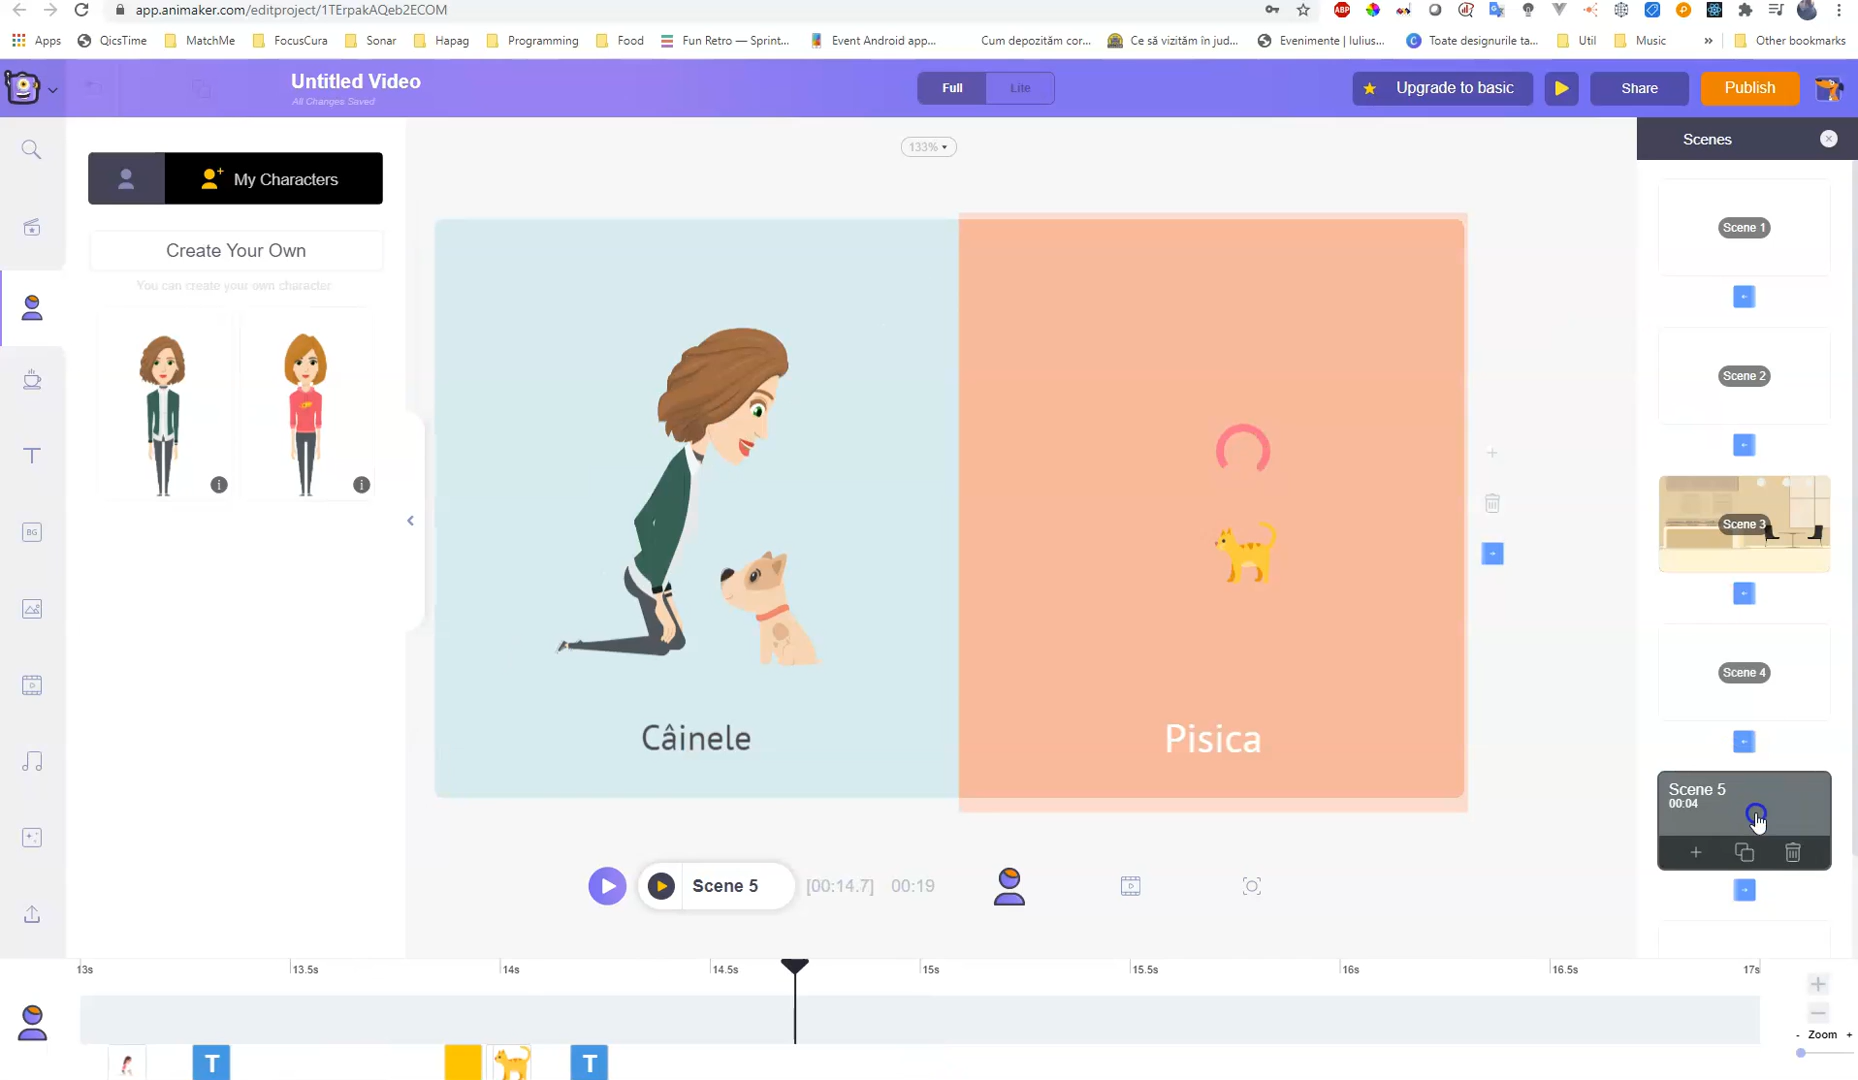 app.animaker.com/editproject/1TErpakAQeb2ECOM
ABP
Apps QicsTime MatchMe FocusCura Sonar Hapag Programming Food Fun Retro — Sprint... Event Android app... Cum depozităm cor... Ce să vizităm în jud... Evenimente | Iulius... Toate designurile ta... Util Music » Other bookmarks
Untitled Video
All Changes Saved
Full Lite
Upgrade to basic
Share
Publish
133%
Scenes
My Characters
Create Your Own
You can create your own character
Scene 1
Scene 2
Scene 3
Scene 4
Scene 5
00:04
T
BG
Câinele
Pisica
Scene 5 [00:14.7] 00:19
13s 13.5s 14s 14.5s 15s 15.5s 16s 16.5s 17s
- Zoom +
T T